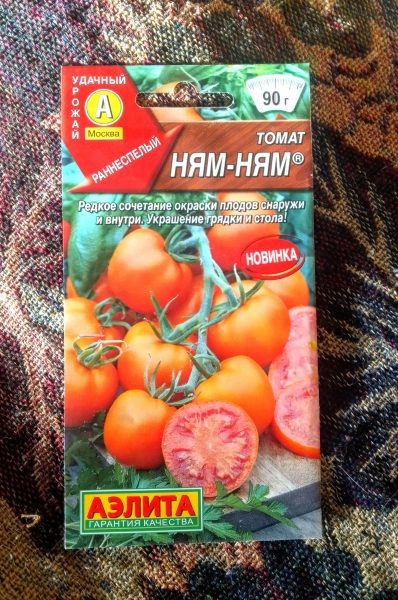 УДАЧНЫЙ
УРОЖАЙ
А
Москва
РАННЕСПЕЛЫЙ
90 г
ТОМАТ
НЯМ-НЯМ®
Редкое сочетание окраски плодов снаружи
и внутри. Украшение грядки и стола!
НОВИНКА
АЭЛИТА
ГАРАНТИЯ КАЧЕСТВА